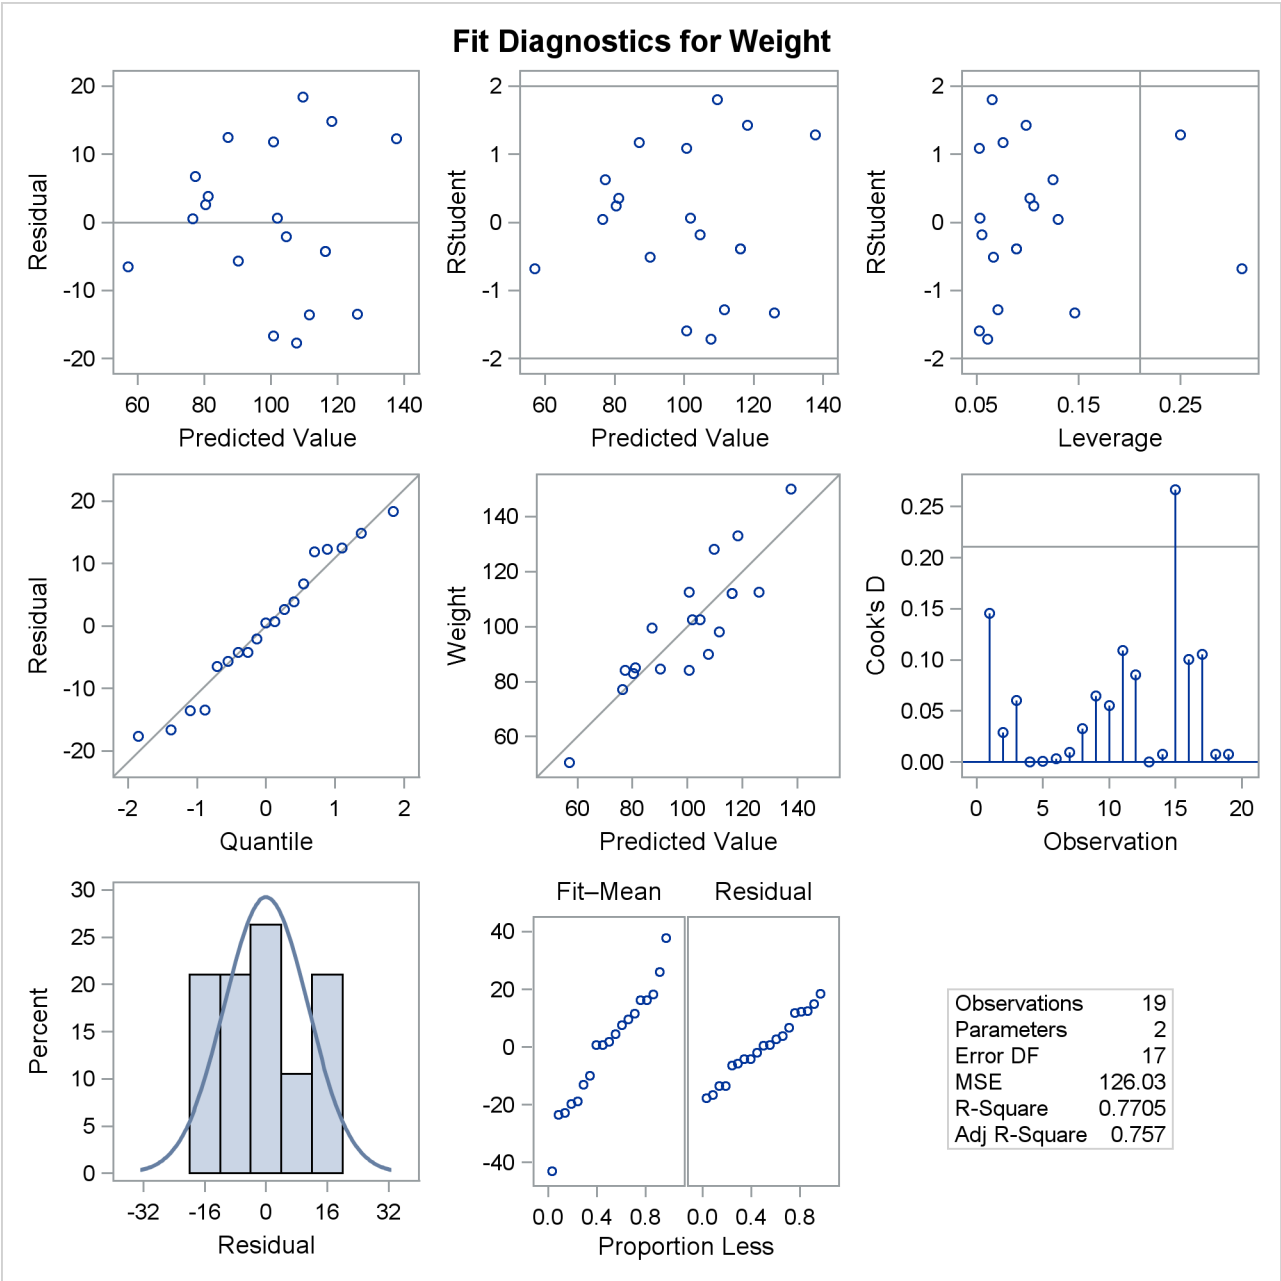 Fit Diagnostics for Weight
Residual
20
10
0
-10
-20
60 80 100 120 140
Predicted Value
RStudent
2
1
0
-1
-2
60 80 100 120 140
Predicted Value
RStudent
2
1
0
-1
-2
0.05 0.15 0.25
Leverage
Residual
20
10
0
-10
-20
-2 -1 0 1 2
Quantile
Weight
140
120
100
80
60
60 80 100 120 140
Predicted Value
Cook's D
0.25
0.20
0.15
0.10
0.05
0.00
0 5 10 15 20
Observation
Percent
30
25
20
15
10
5
0
-32 -16 0 16 32
Residual
Fit–Mean Residual
40
20
0
-20
-40
0.0 0.4 0.8 0.0 0.4 0.8
Proportion Less
Observations 19
Parameters 2
Error DF 17
MSE 126.03
R-Square 0.7705
Adj R-Square 0.757